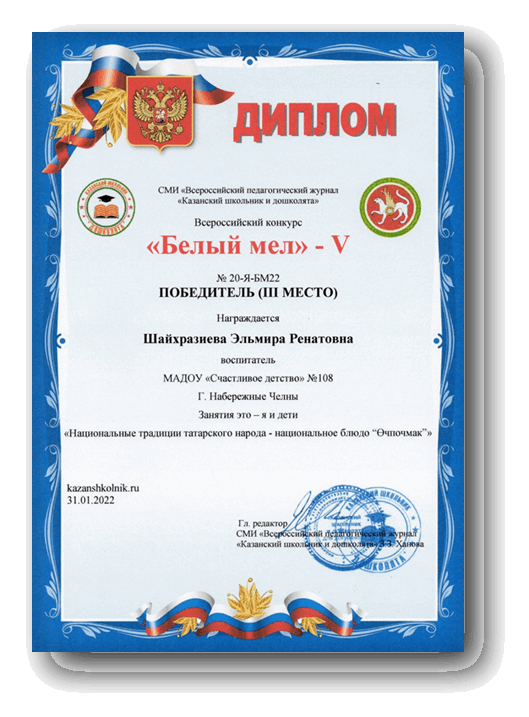 ДИПЛОМ
СМИ «Всероссийский педагогический журнал
«Казанский школьник и дошколята»
Всероссийский конкурс
«Белый мел» - V
№ 20-Я-БМ22
ПОБЕДИТЕЛЬ (III МЕСТО)
Награждается
Шайхразиева Эльмира Ренатовна
воспитатель
МАДОУ «Счастливое детство» №108
Г. Набережные Челны
Занятия это – я и дети
«Национальные традиции татарского народа - национальное блюдо “Өчпочмак”»
kazanshkolnik.ru
31.01.2022
Гл. редактор
СМИ «Всероссийский педагогический журнал
«Казанский школьник и дошколята» З.З. Ханова